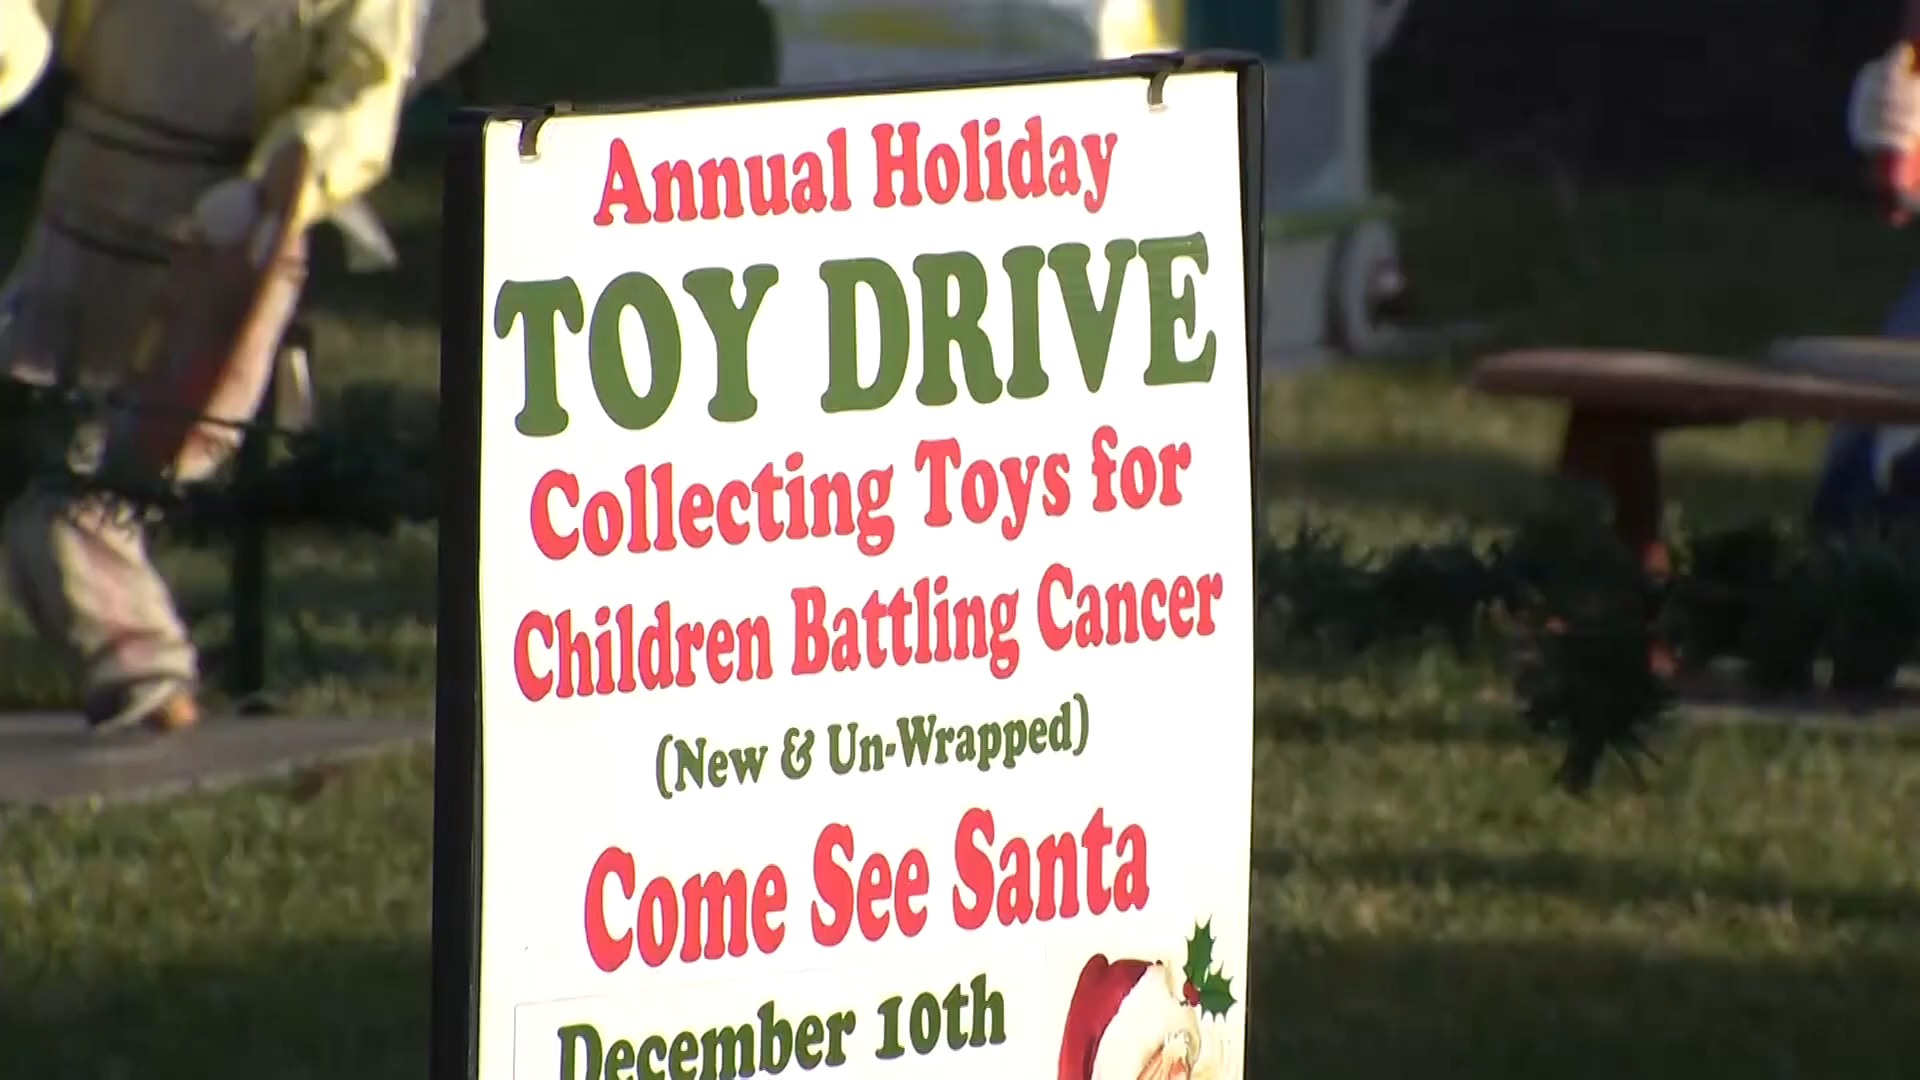 Annual Holiday
TOY DRIVE
Collecting Toys for
Children Battling Cancer
(New & Un-Wrapped)
Come See Santa
December 10th